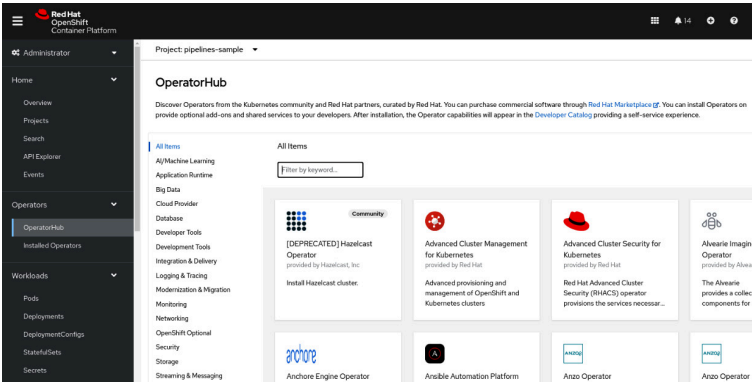 Red Hat
OpenShift
Container Platform
14
Administrator
Home
Overview
Projects
Search
API Explorer
Events
Operators
OperatorHub
Installed Operators
Workloads
Pods
Deployments
DeploymentConfigs
StatefulSets
Secrets
Project: pipelines-sample
OperatorHub
Discover Operators from the Kubernetes community and Red Hat partners, curated by Red Hat. You can purchase commercial software through Red Hat Marketplace. You can install Operators on
provide optional add-ons and shared services to your developers. After installation, the Operator capabilities will appear in the Developer Catalog providing a self-service experience.
All Items
AI/Machine Learning
Application Runtime
Big Data
Cloud Provider
Database
Developer Tools
Development Tools
Integration & Delivery
Logging & Tracing
Modernization & Migration
Monitoring
Networking
OpenShift Optional
Security
Storage
Streaming & Messaging
All Items
Filter by keyword...
Community
[DEPRECATED] Hazelcast
Operator
provided by Hazelcast, Inc
Install Hazelcast cluster.
Advanced Cluster Management
for Kubernetes
provided by Red Hat
Advanced provisioning and
management of OpenShift and
Kubernetes clusters
Advanced Cluster Security for
Kubernetes
provided by Red Hat
Red Hat Advanced Cluster
Security (RHACS) operator
provisions the services necessar...
Alvearie Imagin
Operator
provided by Alvea
The Alvearie
provides a collec
components for
anchore
Anchore Engine Operator
A
Ansible Automation Platform
ANZO
Anzo Operator
ANZO
Anzo Operator